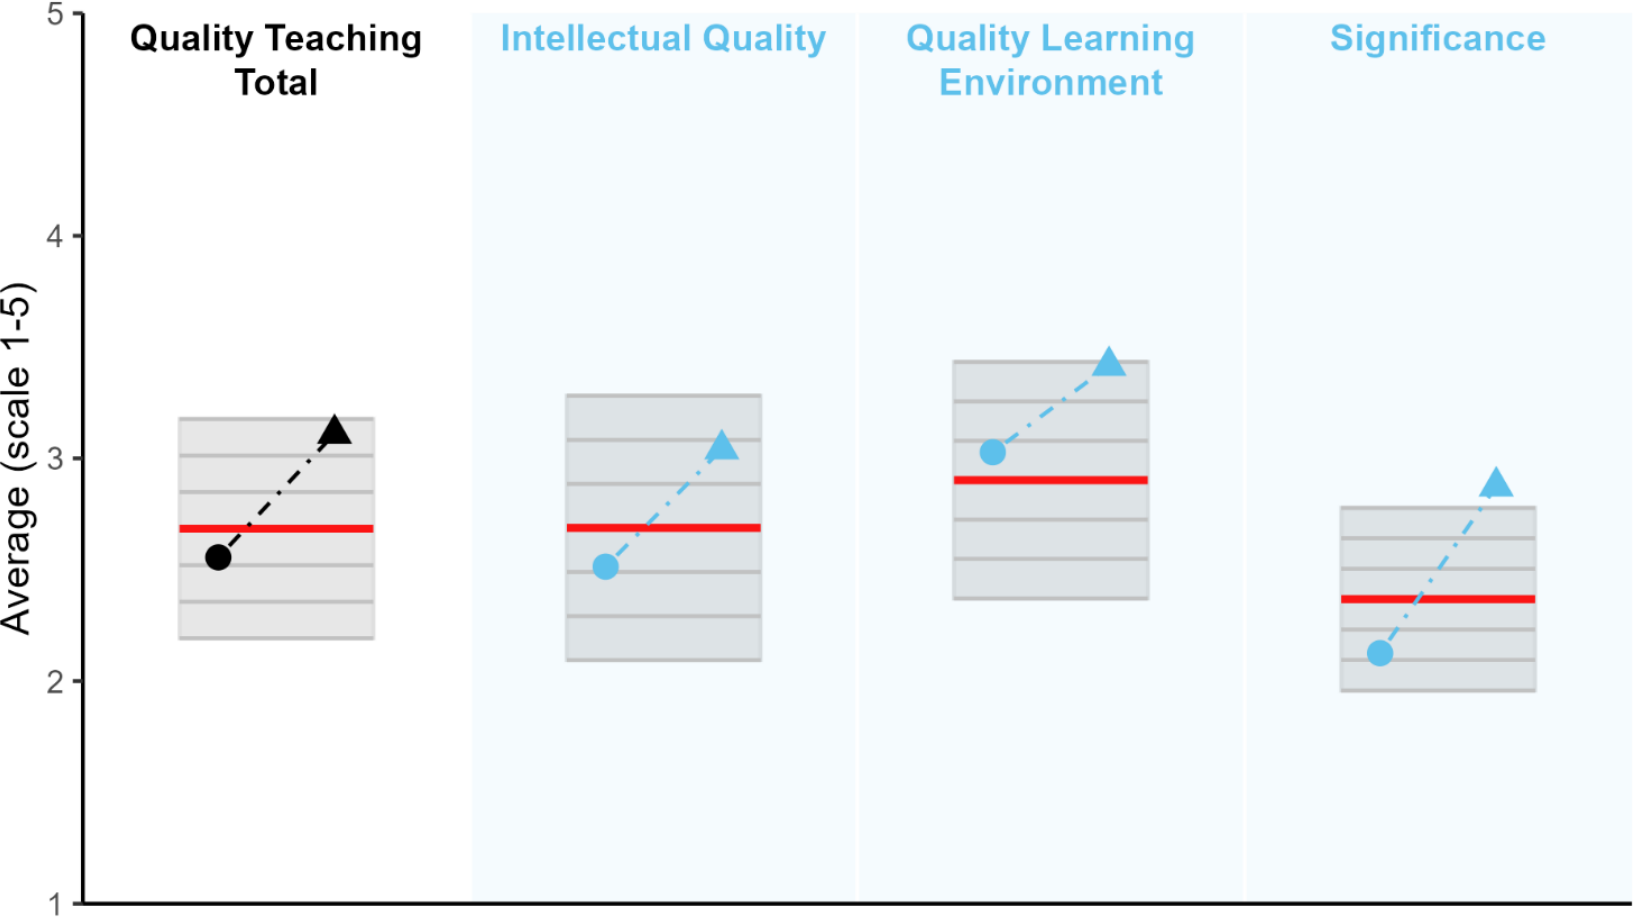 Quality Teaching
Total
Intellectual Quality
Quality Learning
Environment
Significance
Average (scale 1-5)
5
4
3
2
1